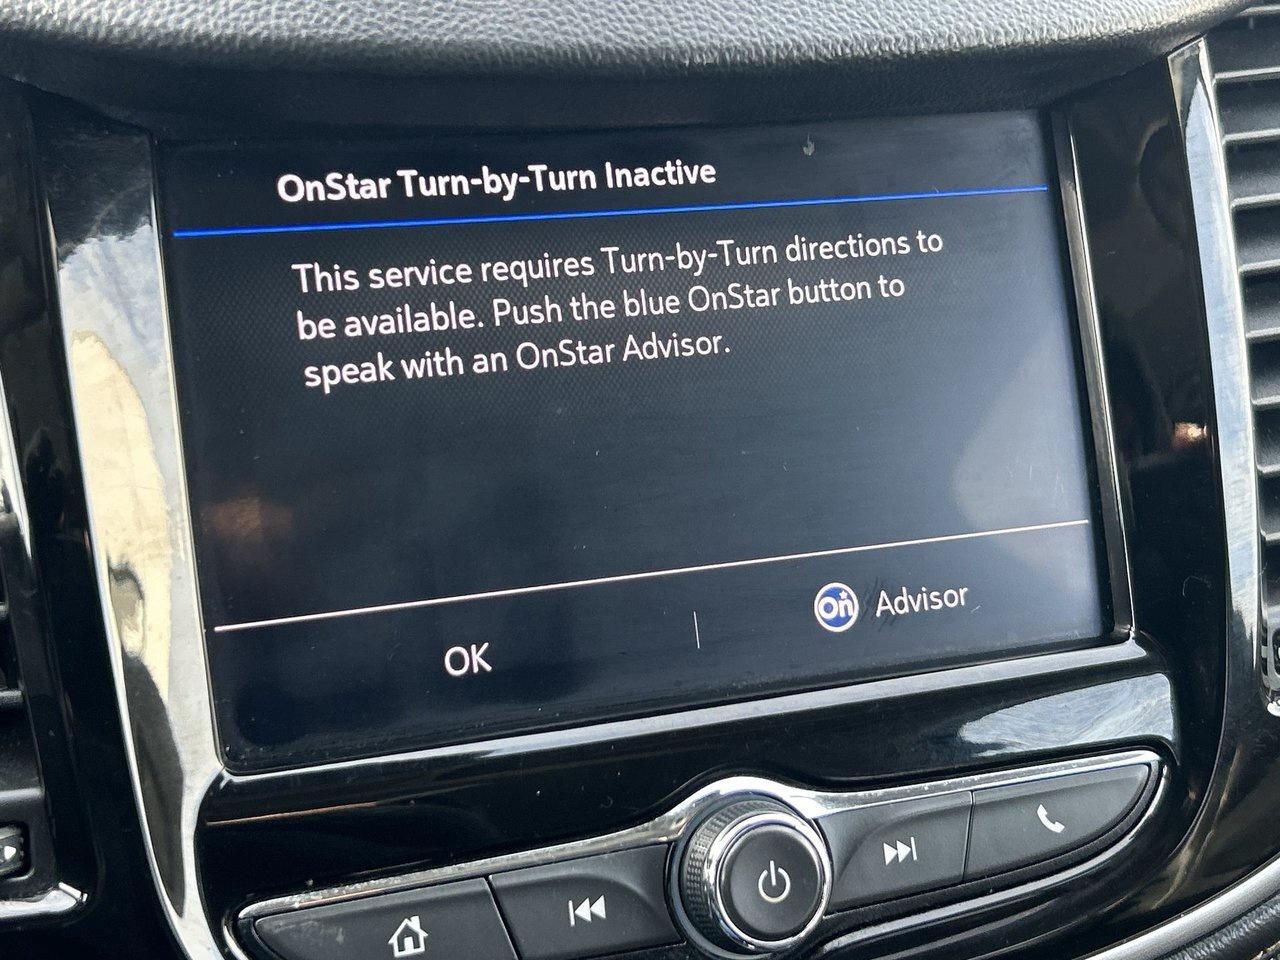 OnStar Turn-by-Turn Inactive
This service requires Turn-by-Turn directions to
be available. Push the blue OnStar button to
speak with an OnStar Advisor.
OK
On Advisor